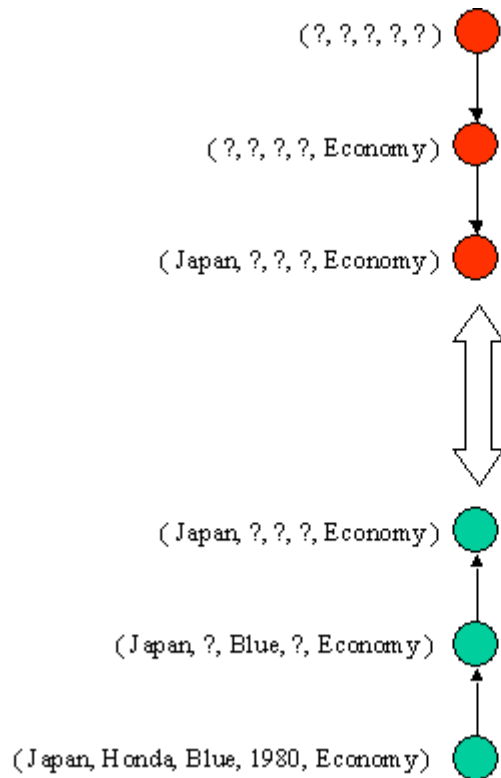 ( ?, ?, ?, ?, ? )
( ?, ?, ?, ?, Economy )
( Japan, ?, ?, ?, Economy )
( Japan, ?, ?, ?, Economy )
( Japan, ?, Blue, ?, Economy )
( Japan, Honda, Blue, 1980, Economy )